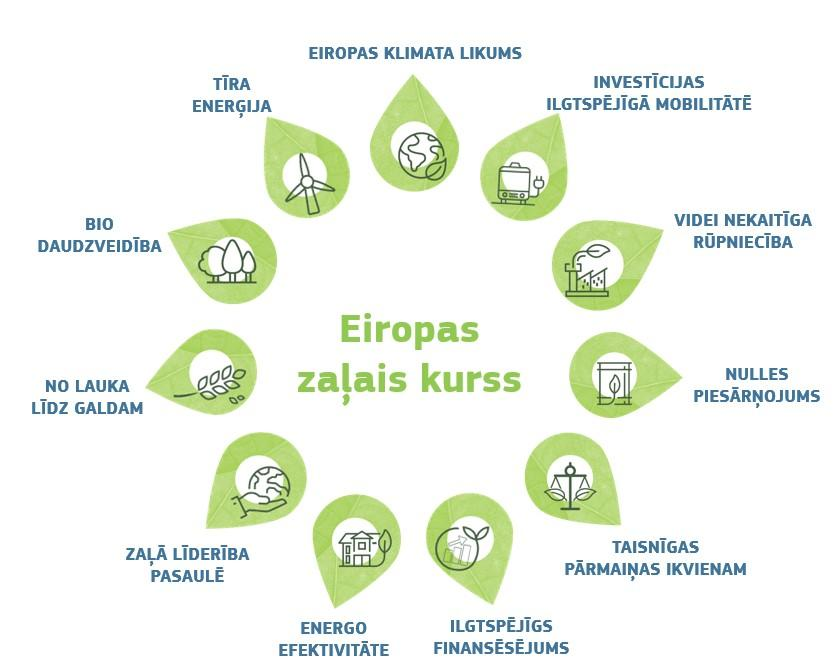 EIROPAS KLIMATA LIKUMS
TĪRA
ENERĢIJA
INVESTĪCIJAS
ILGTSPĒJĪGĀ MOBILITĀTĒ
BIO
DAUDZVEIDĪBA
VIDEI NEKAITĪGA
RŪPNIECĪBA
Eiropas
zaļais kurss
NO LAUKA
LĪDZ GALDAM
NULLES
PIESĀRŅOJUMS
ZAĻĀ LĪDERĪBA
PASAULĒ
TAISNĪGAS
PĀRMAIŅAS IKVIENAM
ENERGO
EFEKTIVITĀTE
ILGTSPĒJĪGS
FINANSĒSĒJUMS